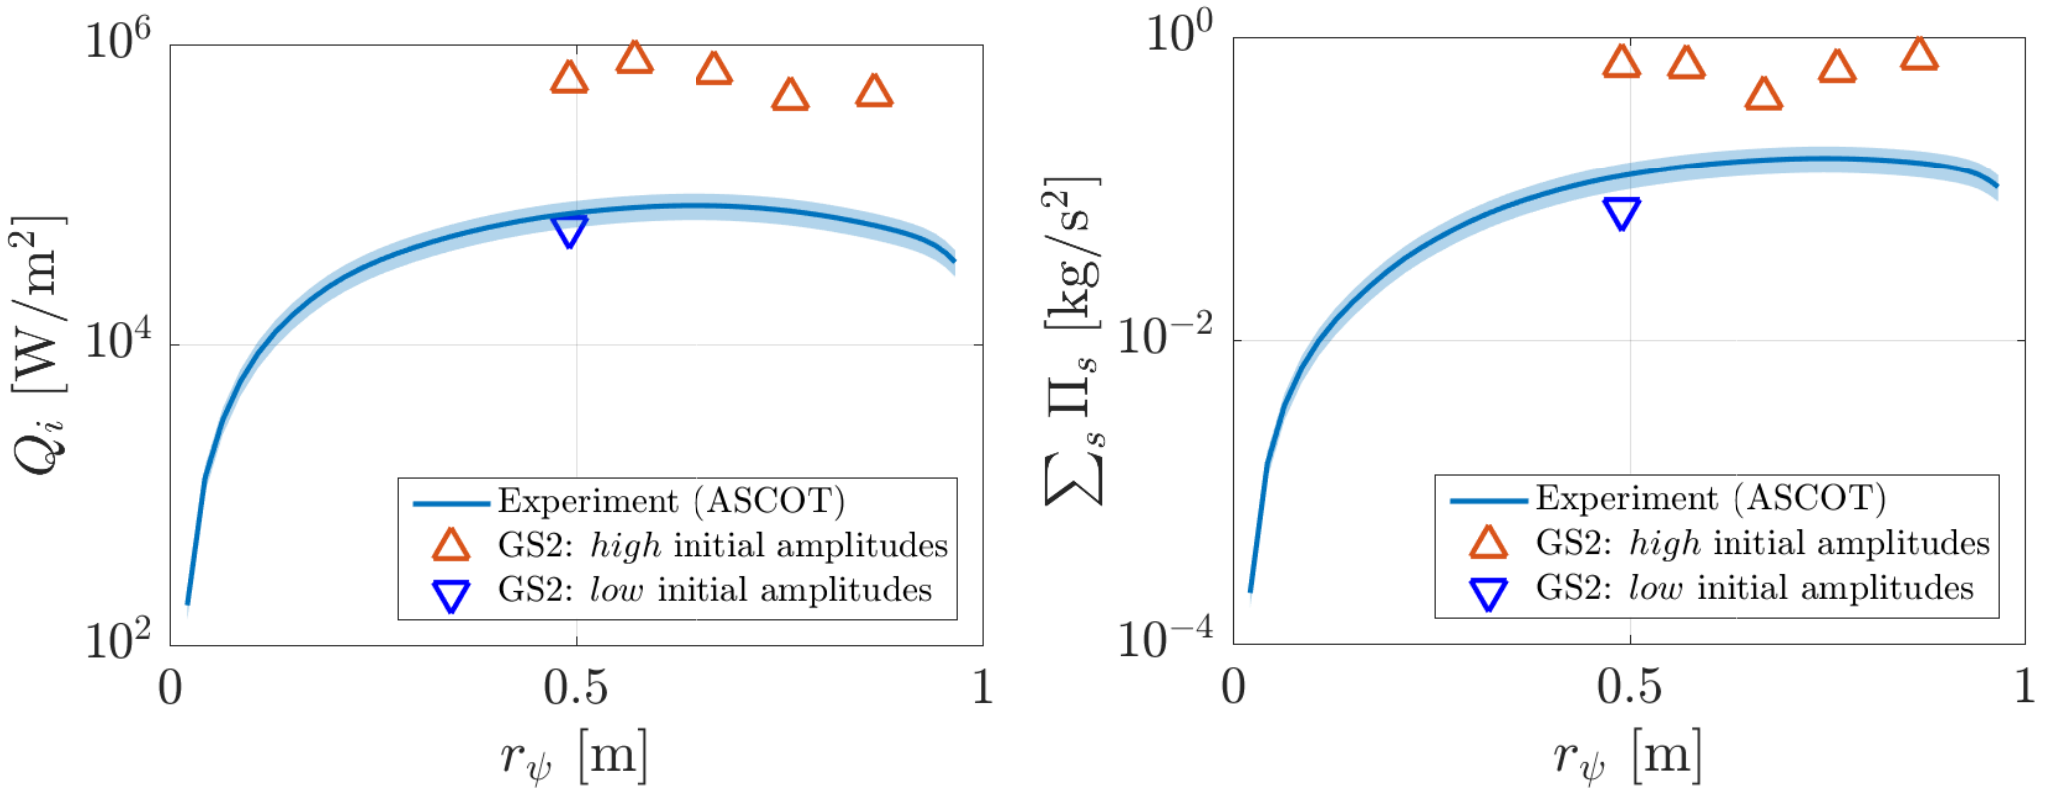 10^6
10^4
10^2
Q_i [W/m^2]
0 0.5 1
r_ψ [m]
Experiment (ASCOT)
GS2: high initial amplitudes
GS2: low initial amplitudes
10^0
10^{-2}
10^{-4}
∑_s Π_s [kg/s^2]
0 0.5 1
r_ψ [m]
Experiment (ASCOT)
GS2: high initial amplitudes
GS2: low initial amplitudes